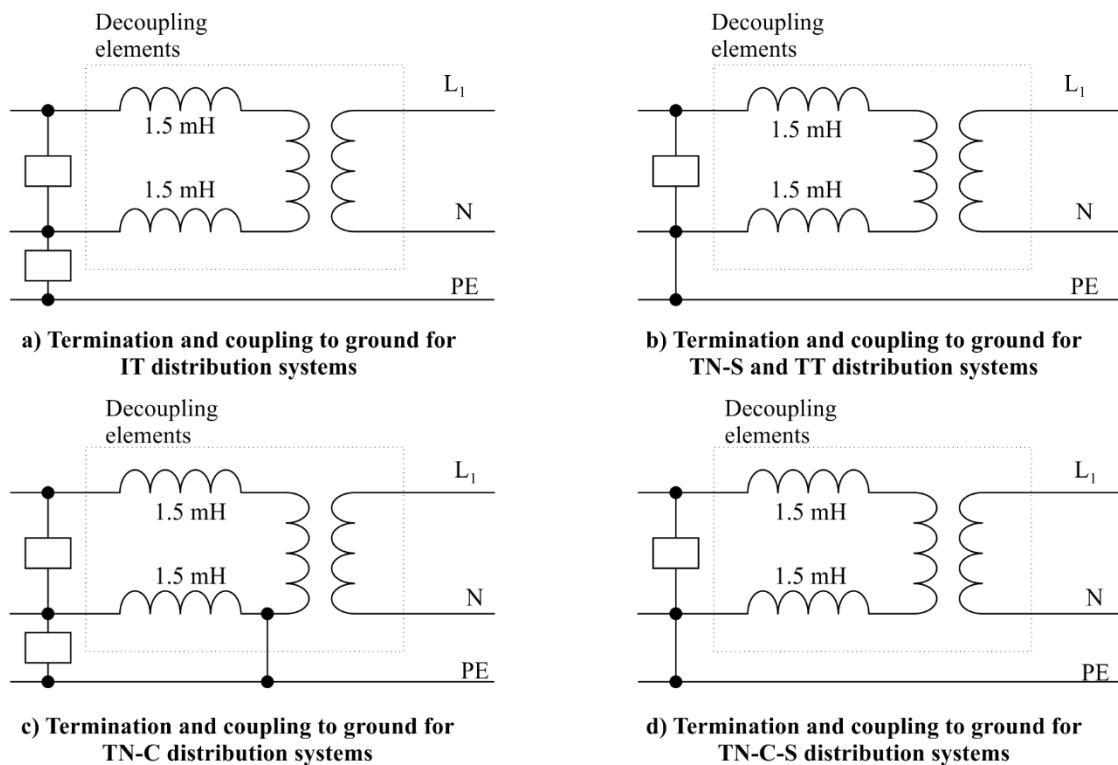 Decoupling
elements
L₁
1.5 mH
1.5 mH
N
PE
a) Termination and coupling to ground for
IT distribution systems
Decoupling
elements
L₁
1.5 mH
1.5 mH
N
PE
b) Termination and coupling to ground for
TN-S and TT distribution systems
Decoupling
elements
L₁
1.5 mH
1.5 mH
N
PE
c) Termination and coupling to ground for
TN-C distribution systems
Decoupling
elements
L₁
1.5 mH
1.5 mH
N
PE
d) Termination and coupling to ground for
TN-C-S distribution systems